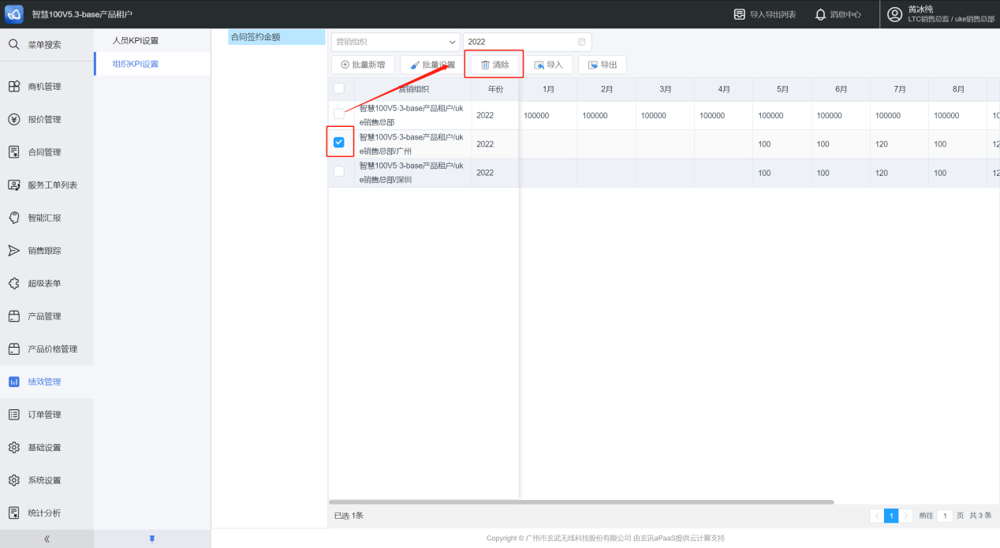 智慧100V5.3-base产品租户
导入导出列表
消息中心
黄冰纯
LTC销售总监 / uke销售总部
菜单搜索
商机管理
报价管理
合同管理
服务工单列表
智能汇报
销售跟踪
超级表单
产品管理
产品价格管理
绩效管理
订单管理
基础设置
系统设置
统计分析
人员KPI设置
组织KPI设置
合同签约金额
营销组织
2022
批量新增
批量设置
清除
导入
导出
营销组织 年份 1月 2月 3月 4月 5月 6月 7月 8月
智慧100V5·3-base产品租户/uk
e销售总部
2022 100000 100000 100000 100000 100000 100000 100000 100000 10
智慧100V5·3-base产品租户/uk
e销售总部/广州
2022 100 100 120 100 12
智慧100V5·3-base产品租户/uk
e销售总部/深圳
2022 100 100 120 100 12
已选 1条
1 前往 1 页 共 3 条
Copyright © 广州市玄武无线科技股份有限公司 由玄讯aPaaS提供云计算支持